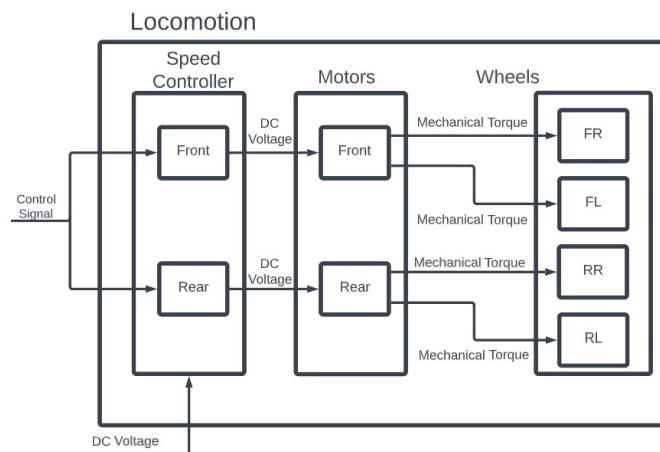 Locomotion
Speed
Controller
Motors
Wheels
DC
Voltage
Mechanical Torque
Front
Front
FR
Control
Signal
FL
Mechanical Torque
DC
Voltage
Mechanical Torque
Rear
Rear
RR
RL
Mechanical Torque
DC Voltage